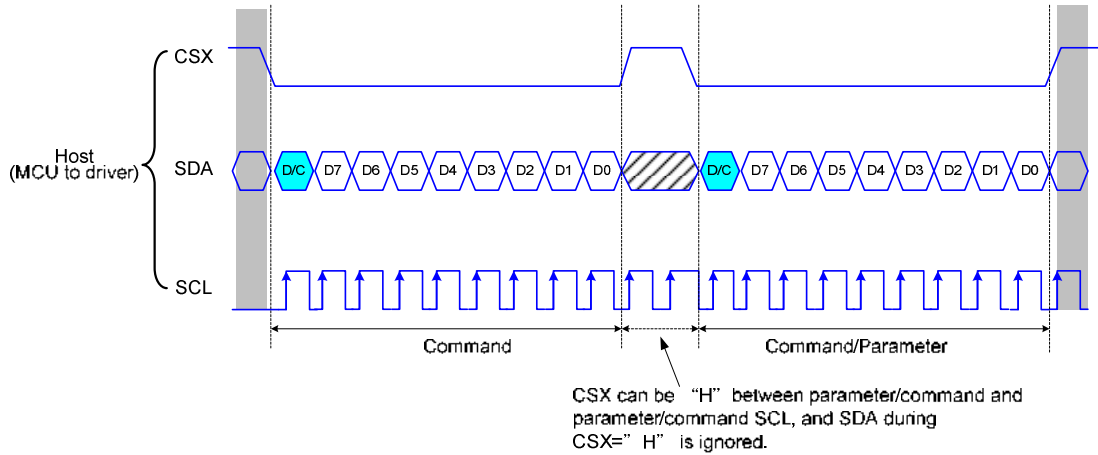 CSX
Host
(MCU to driver)
SDA
D/C D7 D6 D5 D4 D3 D2 D1 D0 D/C D7 D6 D5 D4 D3 D2 D1 D0
SCL
Command Command/Parameter
CSX can be “H” between parameter/command and
parameter/command SCL, and SDA during
CSX=”H” is ignored.